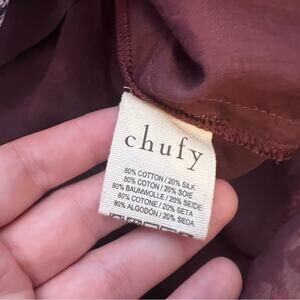 chufy
80% COTTON / 20% SILK
80% COTON / 20% SOIE
80% BAUMWOLLE / 20% SEIDE
80% COTONE / 20% SETA
80% ALGODÓN / 20% SEDA